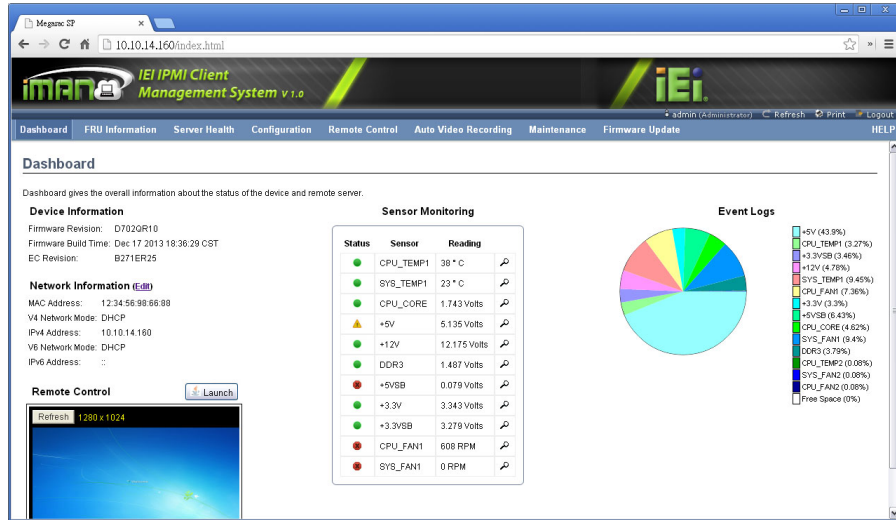 Megarac SP
10.10.14.160/index.html
iMAN
IEI IPMI Client
Management System v 1.0
iEi.
admin (Administrator) Refresh Print Logout
Dashboard FRU Information Server Health Configuration Remote Control Auto Video Recording Maintenance Firmware Update HELP
Dashboard
Dashboard gives the overall information about the status of the device and remote server.
Device Information
Firmware Revision: D702QR10
Firmware Build Time: Dec 17 2013 18:36:29 CST
EC Revision: B271ER25
Network Information (Edit)
MAC Address: 12:34:56:98:66:88
V4 Network Mode: DHCP
IPv4 Address: 10.10.14.160
V6 Network Mode: DHCP
IPv6 Address: ::
Remote Control Launch
Refresh 1280 x 1024
Sensor Monitoring
Status Sensor Reading
CPU_TEMP1 38 ° C
SYS_TEMP1 23 ° C
CPU_CORE 1.743 Volts
+5V 5.135 Volts
+12V 12.175 Volts
DDR3 1.487 Volts
+5VSB 0.079 Volts
+3.3V 3.343 Volts
+3.3VSB 3.279 Volts
CPU_FAN1 608 RPM
SYS_FAN1 0 RPM
Event Logs
+5V (43.9%)
CPU_TEMP1 (3.27%)
+3.3VSB (3.46%)
+12V (4.78%)
SYS_TEMP1 (9.45%)
CPU_FAN1 (7.36%)
+3.3V (3.3%)
+5VSB (6.43%)
CPU_CORE (4.62%)
SYS_FAN1 (9.4%)
DDR3 (3.79%)
CPU_TEMP2 (0.08%)
SYS_FAN2 (0.08%)
CPU_FAN2 (0.08%)
Free Space (0%)